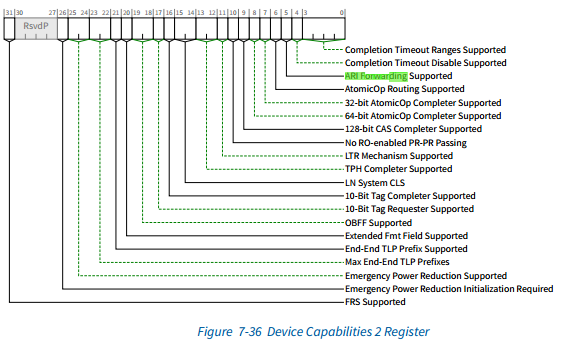 31 30 27 26 25 24 23 22 21 20 19 18 17 16 15 14 13 12 11 10 9 8 7 6 5 4 3 0
RsvdP
Completion Timeout Ranges Supported
Completion Timeout Disable Supported
ARI Forwarding Supported
AtomicOp Routing Supported
32-bit AtomicOp Completer Supported
64-bit AtomicOp Completer Supported
128-bit CAS Completer Supported
No RO-enabled PR-PR Passing
LTR Mechanism Supported
TPH Completer Supported
LN System CLS
10-Bit Tag Completer Supported
10-Bit Tag Requester Supported
OBFF Supported
Extended Fmt Field Supported
End-End TLP Prefix Supported
Max End-End TLP Prefixes
Emergency Power Reduction Supported
Emergency Power Reduction Initialization Required
FRS Supported
Figure 7-36 Device Capabilities 2 Register